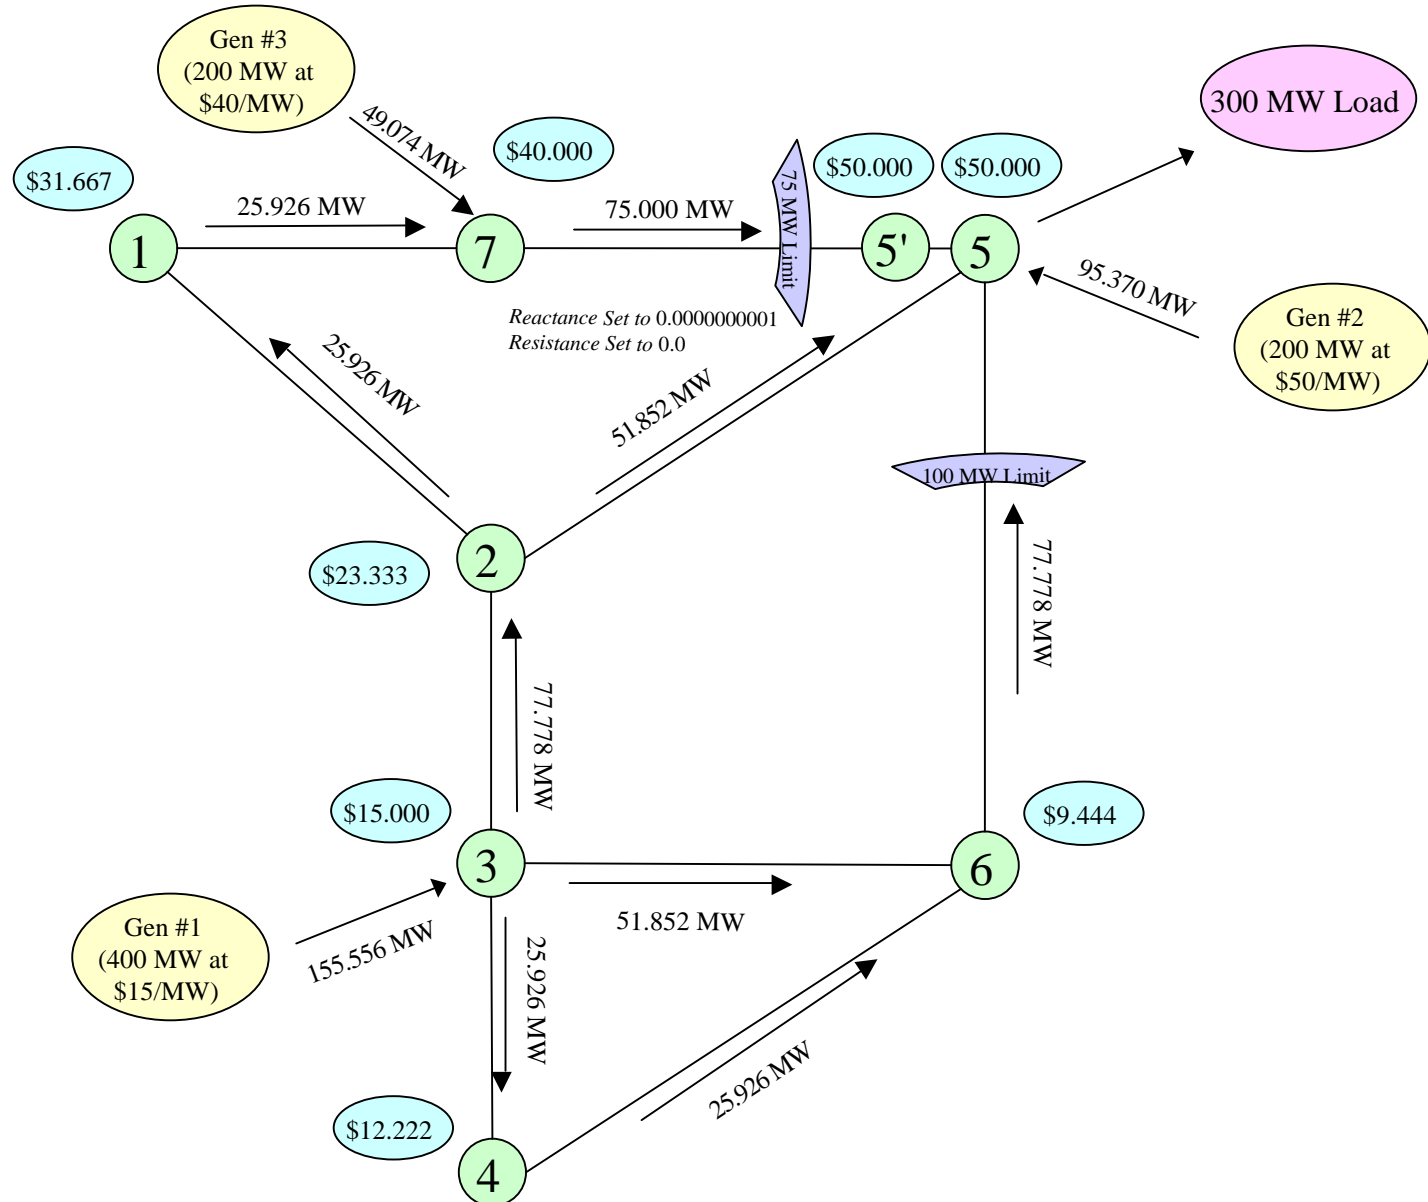 Gen #3
(200 MW at
$40/MW)
300 MW Load
49.074 MW
$40.000
$50.000
$50.000
$31.667
25.926 MW
75.000 MW
75 MW Limit
1
7
5'
5
95.370 MW
Gen #2
(200 MW at
$50/MW)
Reactance Set to 0.0000000001
Resistance Set to 0.0
25.926 MW
51.852 MW
100 MW Limit
2
$23.333
77.778 MW
77.778 MW
$15.000
$9.444
3
6
51.852 MW
Gen #1
(400 MW at
$15/MW)
155.556 MW
25.926 MW
25.926 MW
$12.222
4